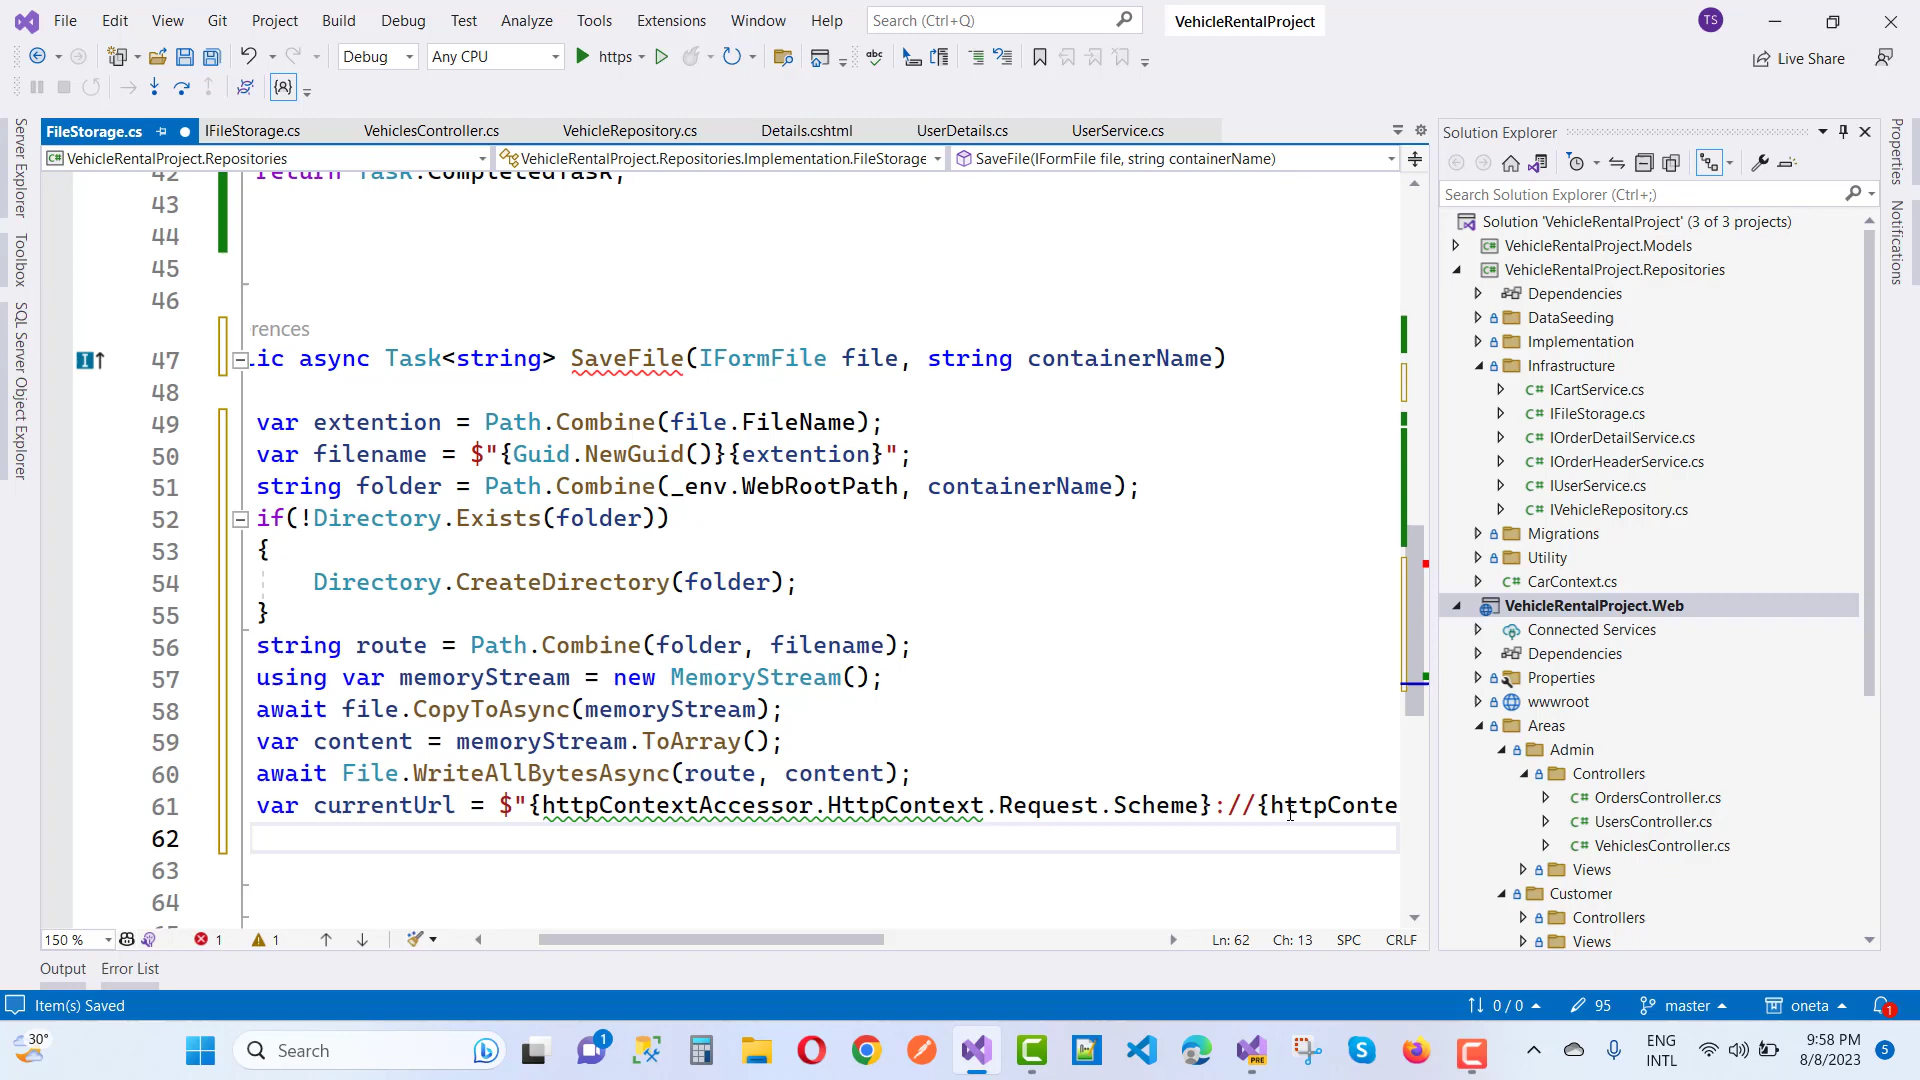 File Edit View Git Project Build Debug Test Analyze Tools Extensions Window Help Search (Ctrl+Q) VehicleRentalProject TS
Debug Any CPU https Live Share
FileStorage.cs IFileStorage.cs VehiclesController.cs VehicleRepository.cs Details.cshtml UserDetails.cs UserService.cs
VehicleRentalProject.Repositories VehicleRentalProject.Repositories.Implementation.FileStorage SaveFile(IFormFile file, string containerName)
Server Explorer
Toolbox
SQL Server Object Explorer
42 return Task.CompletedTask;
43
44
45
46
rences
47 ic async Task<string> SaveFile(IFormFile file, string containerName)
48
49 var extention = Path.Combine(file.FileName);
50 var filename = $"{Guid.NewGuid()}{extention}";
51 string folder = Path.Combine(_env.WebRootPath, containerName);
52 if(!Directory.Exists(folder))
53 {
54 Directory.CreateDirectory(folder);
55 }
56 string route = Path.Combine(folder, filename);
57 using var memoryStream = new MemoryStream();
58 await file.CopyToAsync(memoryStream);
59 var content = memoryStream.ToArray();
60 await File.WriteAllBytesAsync(route, content);
61 var currentUrl = $"{httpContextAccessor.HttpContext.Request.Scheme}://{httpConte
62
63
64
150 % 1 1 Ln: 62 Ch: 13 SPC CRLF
Output Error List
Solution Explorer
Search Solution Explorer (Ctrl+;)
Solution 'VehicleRentalProject' (3 of 3 projects)
VehicleRentalProject.Models
VehicleRentalProject.Repositories
Dependencies
DataSeeding
Implementation
Infrastructure
ICartService.cs
IFileStorage.cs
IOrderDetailService.cs
IOrderHeaderService.cs
IUserService.cs
IVehicleRepository.cs
Migrations
Utility
CarContext.cs
VehicleRentalProject.Web
Connected Services
Dependencies
Properties
wwwroot
Areas
Admin
Controllers
OrdersController.cs
UsersController.cs
VehiclesController.cs
Views
Customer
Controllers
Views
Properties
Notifications
Item(s) Saved 0 / 0 95 master oneta 1
30° Search 1 PRE ENG INTL 9:58 PM 8/8/2023 5